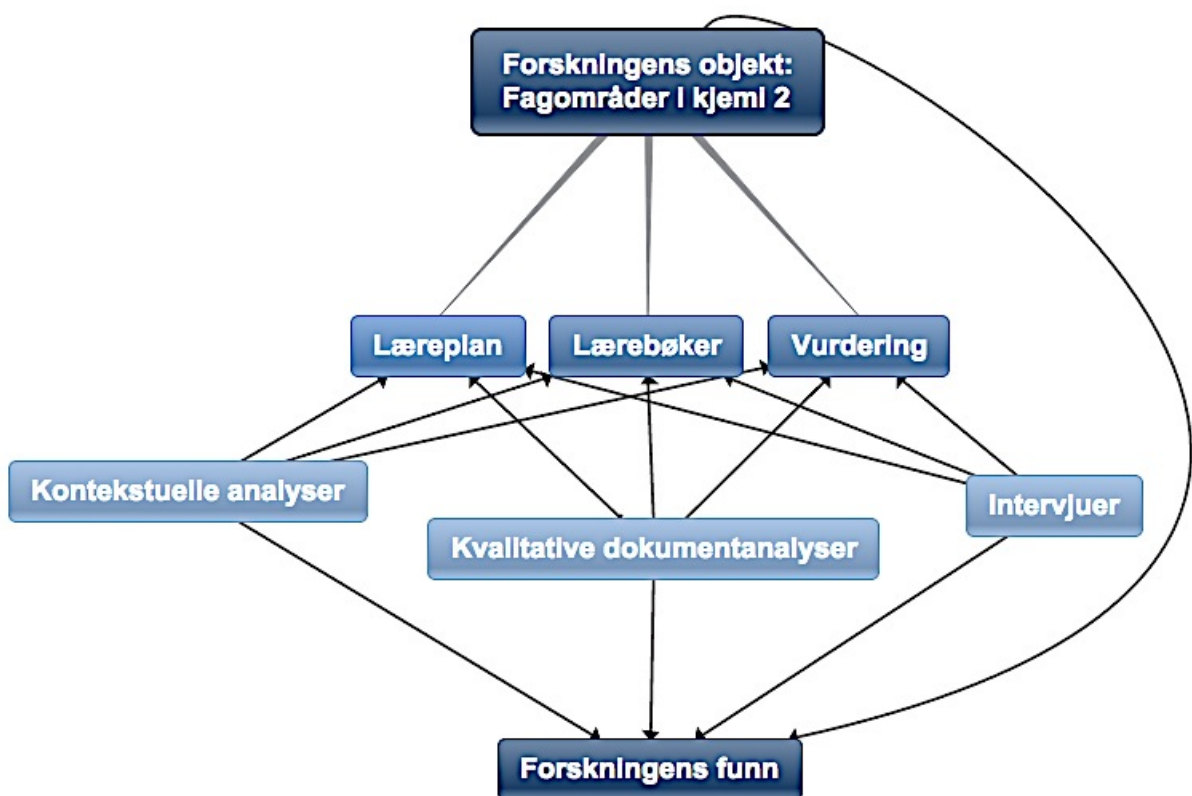 Forskningens objekt:
Fagområder i kjemi 2
Læreplan
Lærebøker
Vurdering
Kontekstuelle analyser
Intervjuer
Kvalitative dokumentanalyser
Forskningens funn